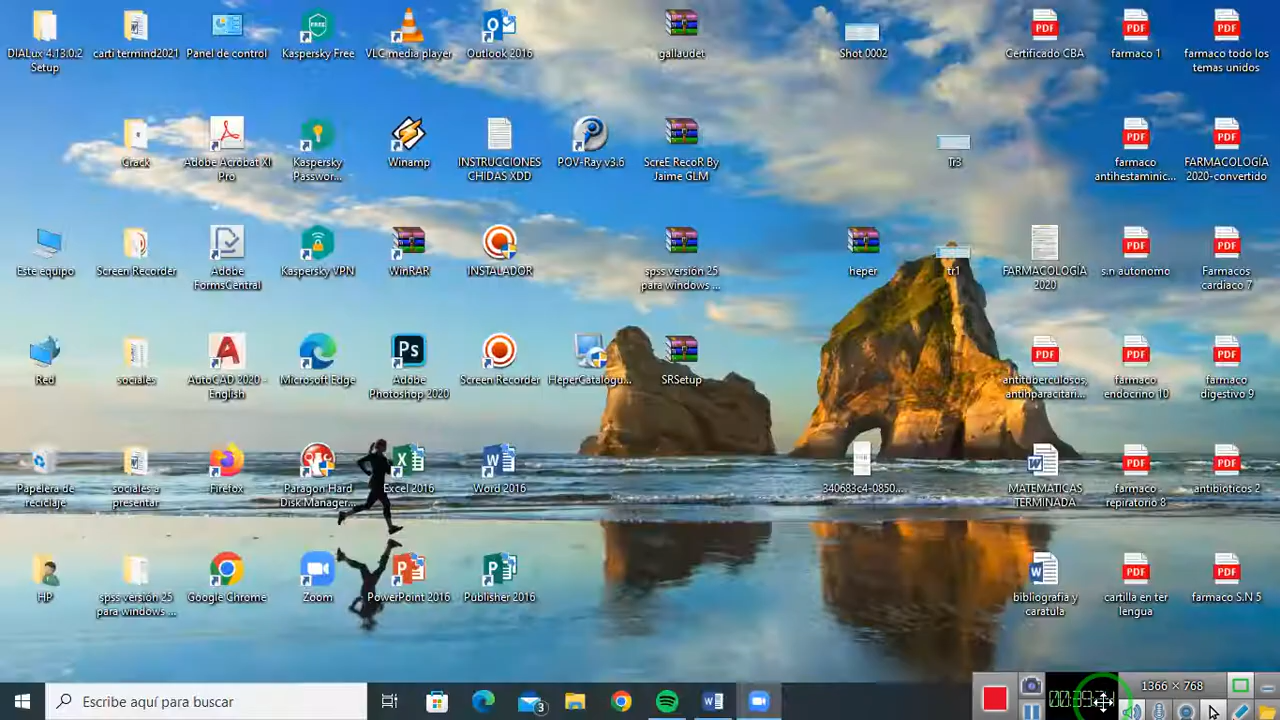 DIALux 4.13.0.2
Setup
carti termind2021
Panel de control
Kaspersky Free
VLC media player
Outlook 2016
gallaudet
Shot 0002
Certificado CBA
farmaco 1
farmaco todo los
temas unidos
Crack
Adobe Acrobat XI
Pro
Kaspersky
Passwor...
Winamp
INSTRUCCIONES
CHIDAS XDD
POV-Ray v3.6
ScreE RecoR By
Jaime GLM
Tr3
farmaco
antihestaminic...
FARMACOLOGÍA
2020-convertido
Este equipo
Screen Recorder
Adobe
FormsCentral
Kaspersky VPN
WinRAR
INSTALADOR
spss versión 25
para windows ...
heper
tr1
FARMACOLOGÍA
2020
s.n autonomo
Farmacos
cardiaco 7
Red
sociales
AutoCAD 2020 -
English
Microsoft Edge
Adobe
Photoshop 2020
Screen Recorder
HeperCatalogu...
SRSetup
antituberculosos,
antihparacitari...
farmaco
endocrino 10
farmaco
digestivo 9
Papelera de
reciclaje
sociales a
presentar
Firefox
Paragon Hard
Disk Manager...
Excel 2016
Word 2016
340683c4-0850...
MATEMATICAS
TERMINADA
farmaco
repiratorio 8
antibioticos 2
HP
spss versión 25
para windows ...
Google Chrome
Zoom
PowerPoint 2016
Publisher 2016
bibliografia y
caratula
cartilla en ter
lengua
farmaco S.N 5
Escribe aquí para buscar
3
1366 × 768